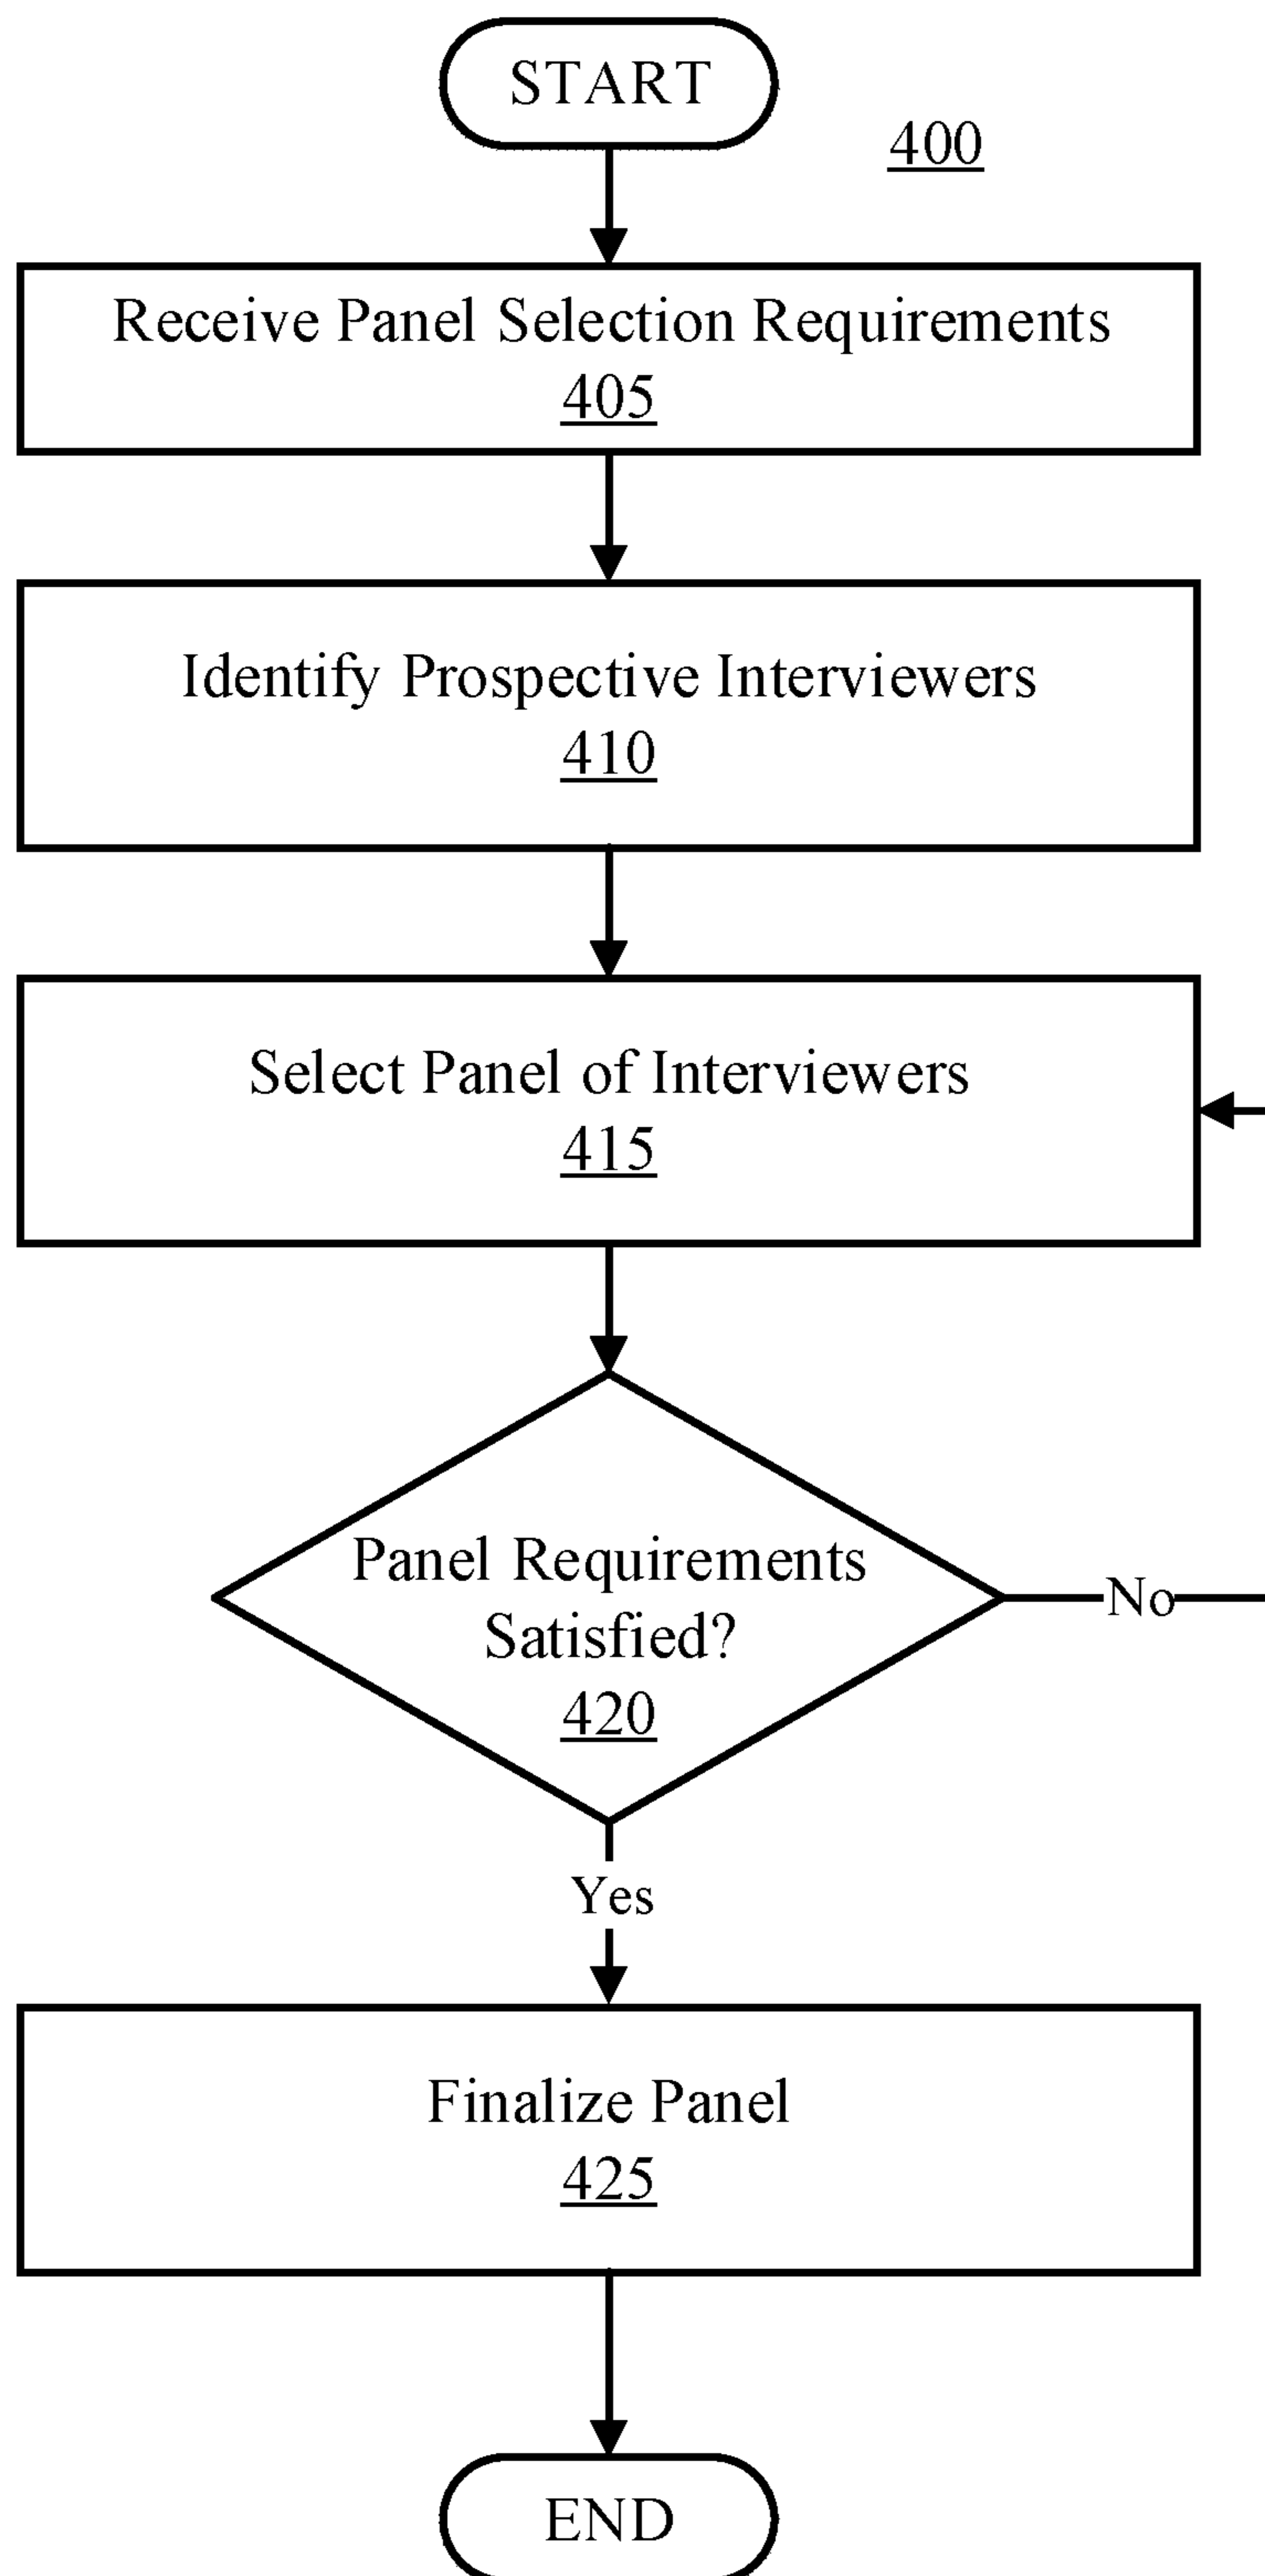 START
400
Receive Panel Selection Requirements
405
Identify Prospective Interviewers
410
Select Panel of Interviewers
415
Panel Requirements
Satisfied?
420
No
Yes
Finalize Panel
425
END